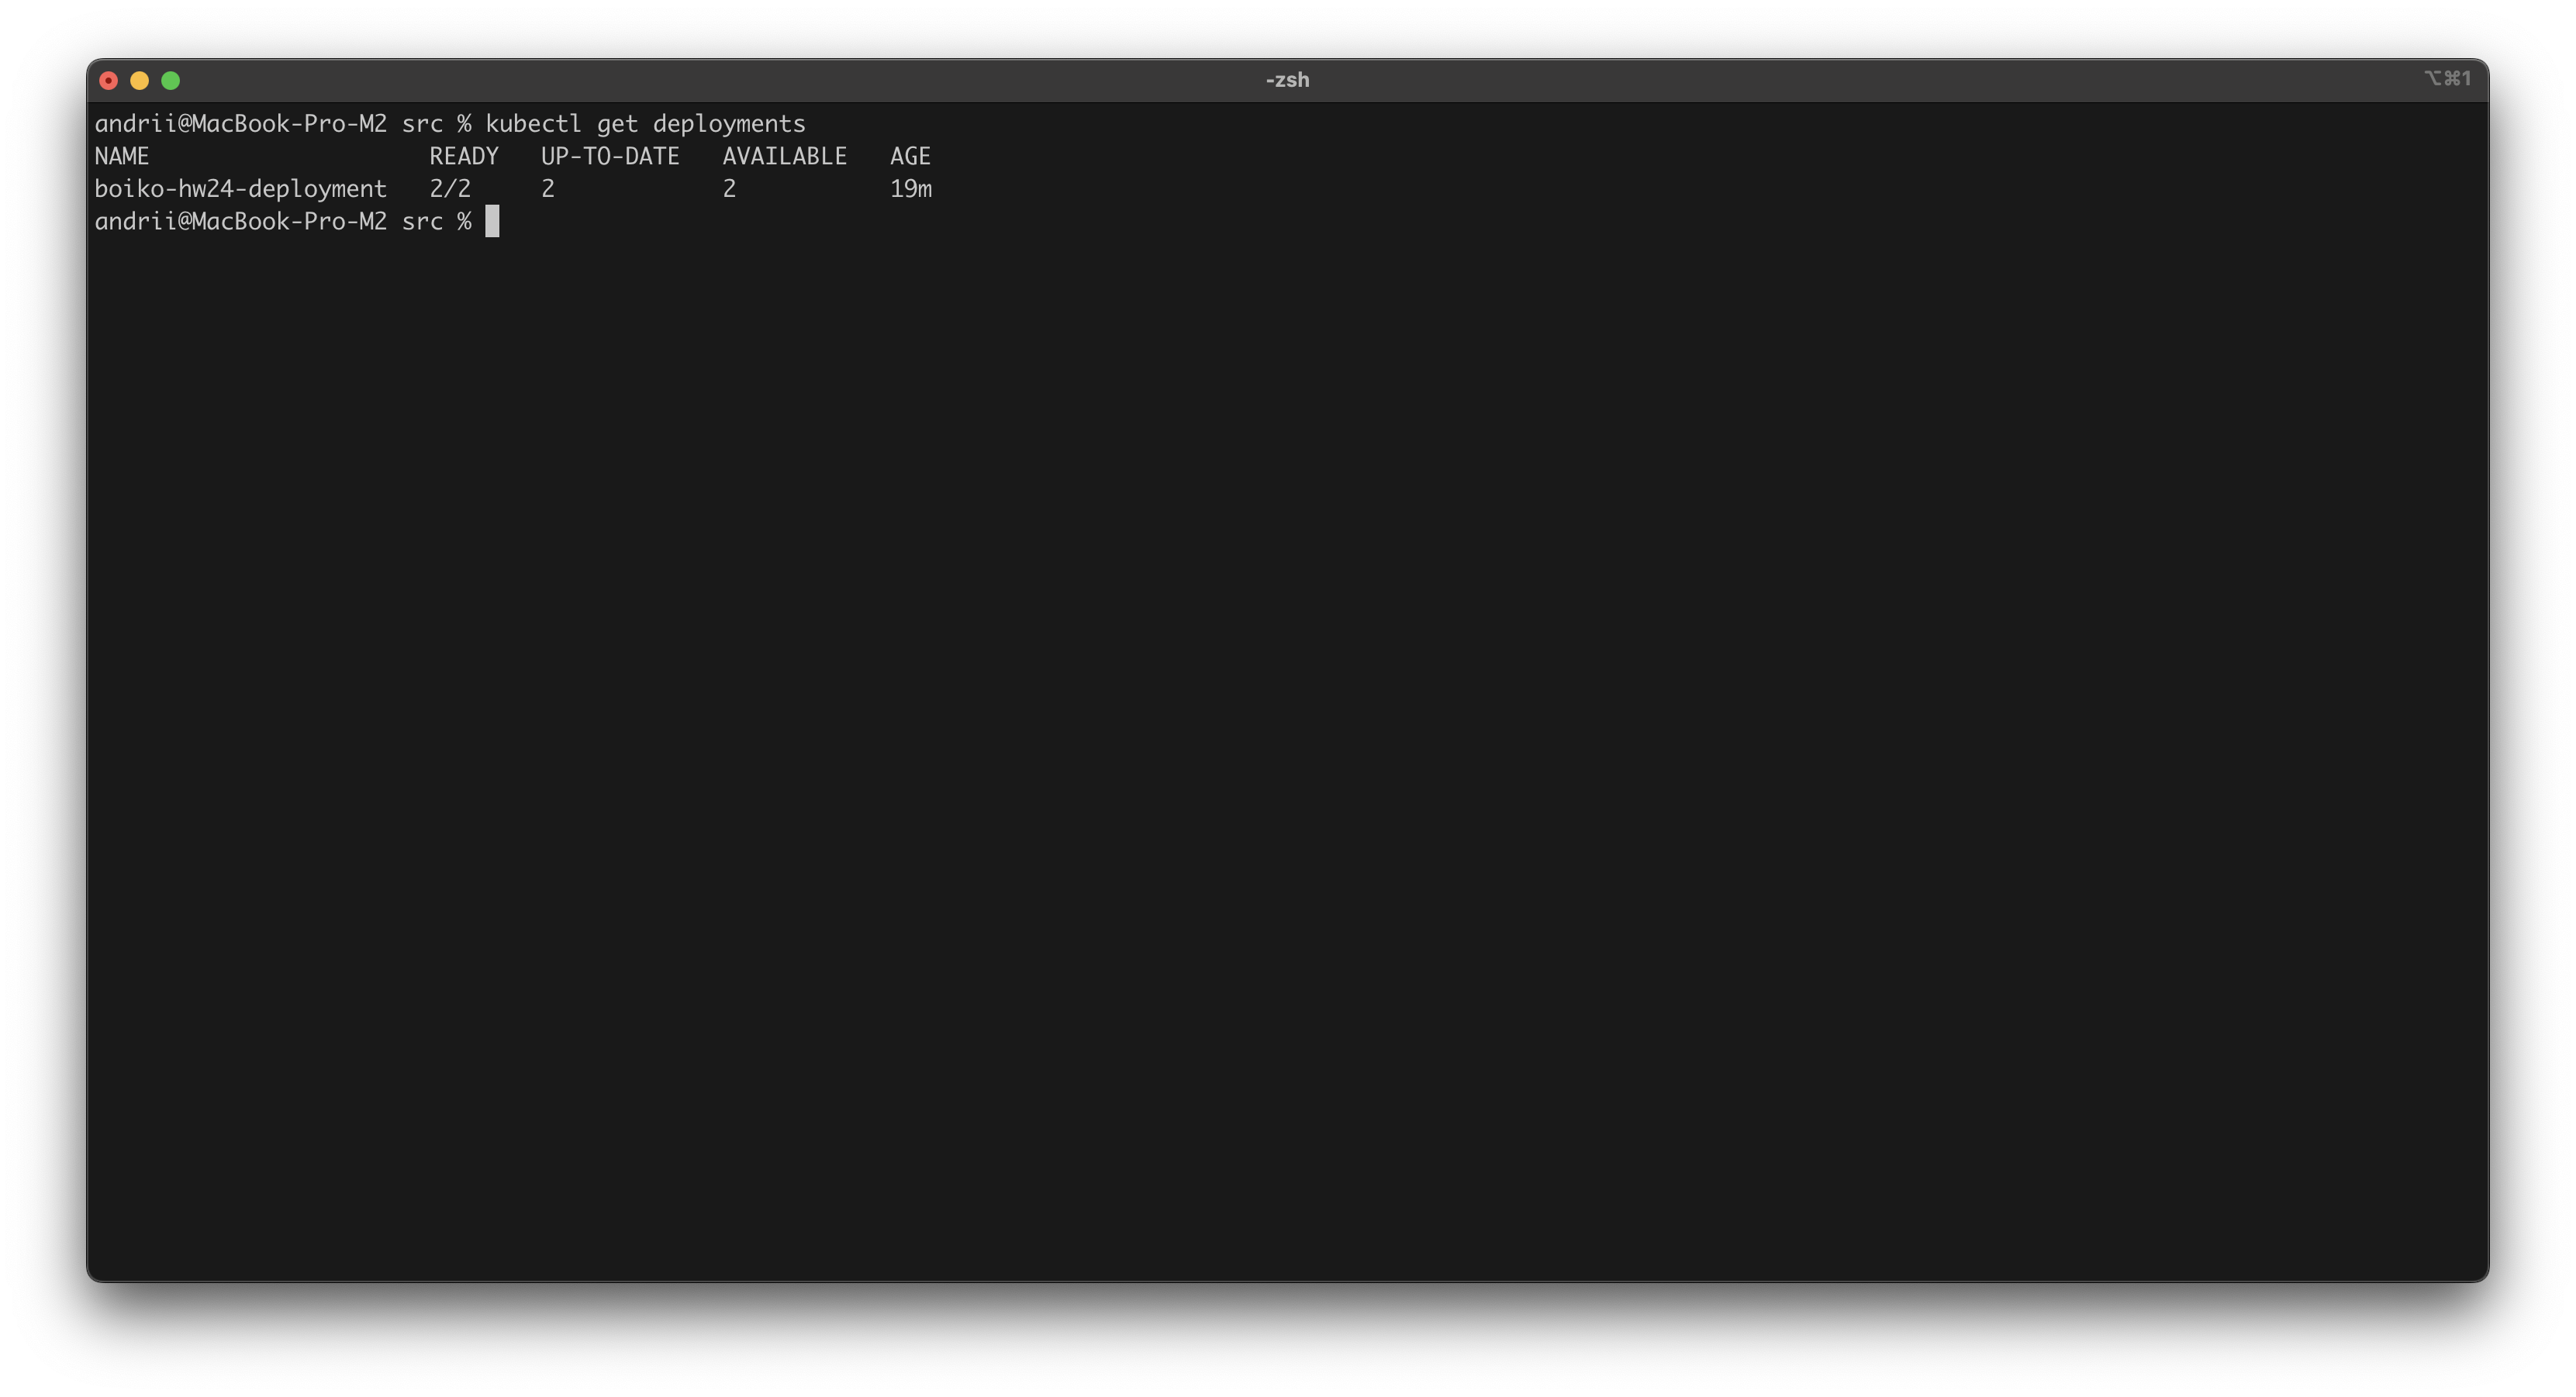 -zsh
⌥⌘1
andrii@MacBook-Pro-M2 src % kubectl get deployments
NAME                    READY   UP-TO-DATE   AVAILABLE   AGE
boiko-hw24-deployment   2/2     2            2           19m
andrii@MacBook-Pro-M2 src %